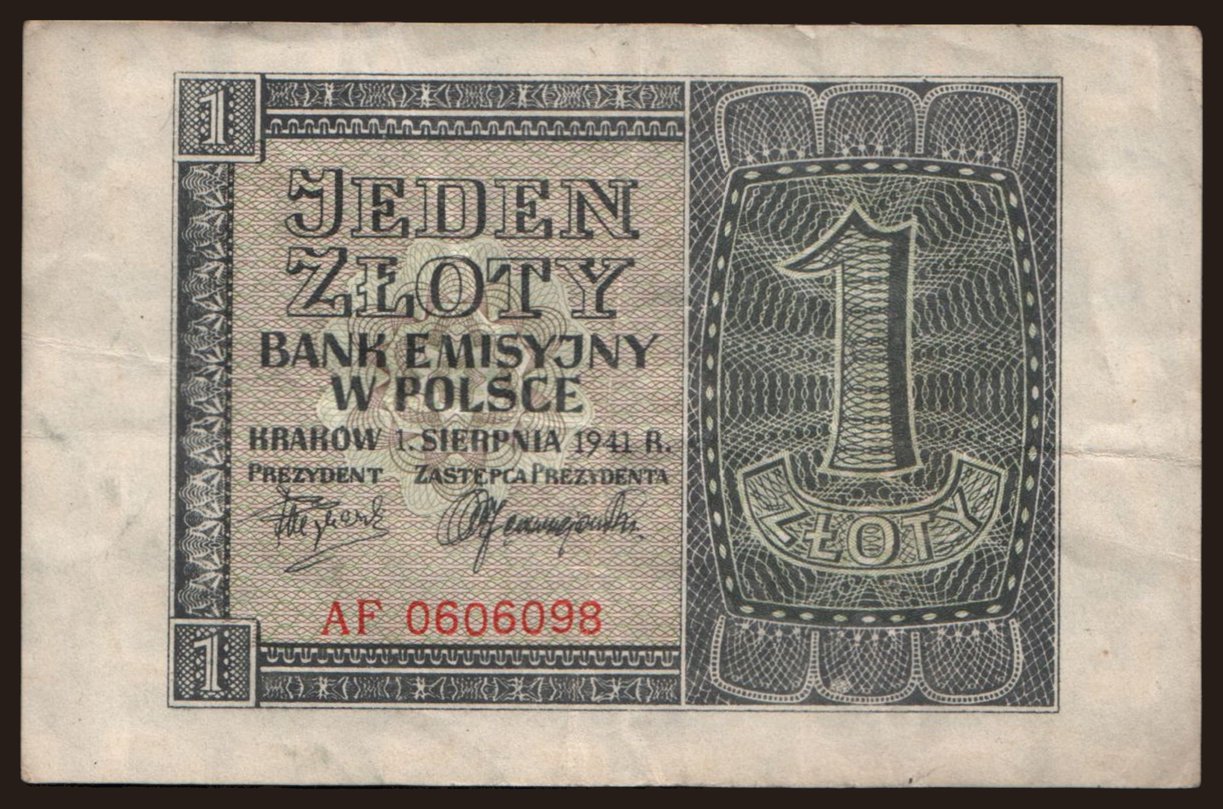 1
JEDEN
ZŁOTY
BANK EMISYJNY
W POLSCE
KRAKÓW 1. SIERPNIA 1941 R.
PREZYDENT ZASTĘPCA PREZYDENTA
AF 0606098
1
1
ZŁOTY